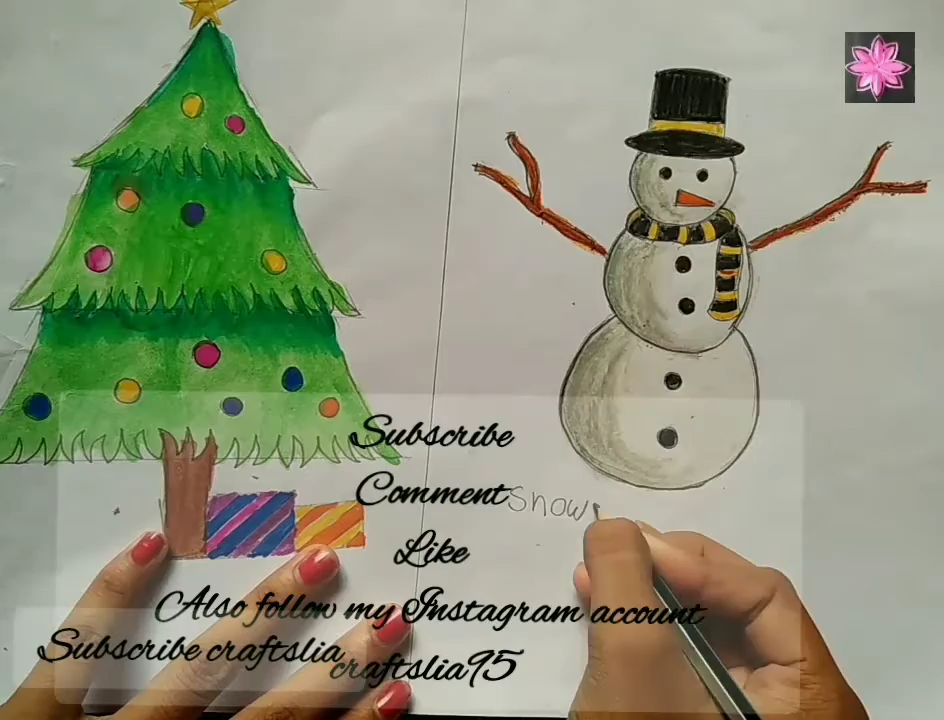 Subscribe
Comment
Snow
Like
Also follow my Instagram account
Subscribe craftslia
craftslia95